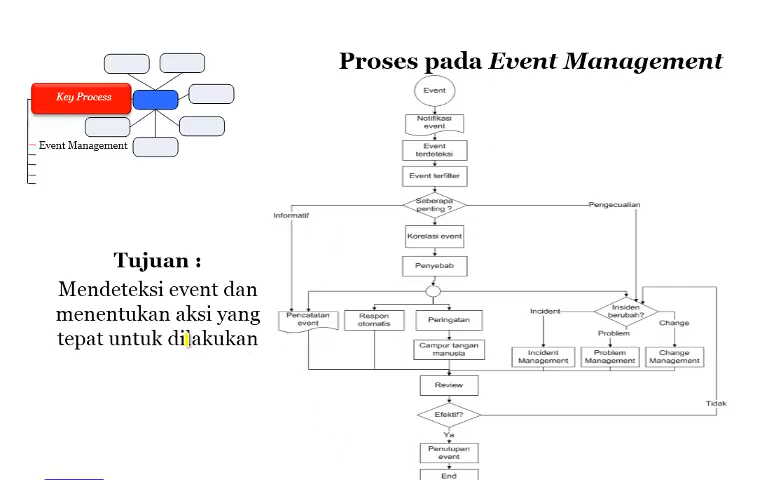 Proses pada Event Management
Key Process
Event Management
Tujuan :
Mendeteksi event dan
menentukan aksi yang
tepat untuk dilakukan
Event
Notifikasi
event
Event
terdeteksi
Event terfilter
Seberapa
penting ?
Informatif
Pengecualian
Korelasi event
Penyebab
Pencatatan
event
Respon
otomatis
Peringatan
Incident
Insiden
berubah?
Change
Problem
Campur tangan
manusia
Incident
Management
Problem
Management
Change
Management
Review
Efektif?
Tidak
Ya
Penutupan
event
End